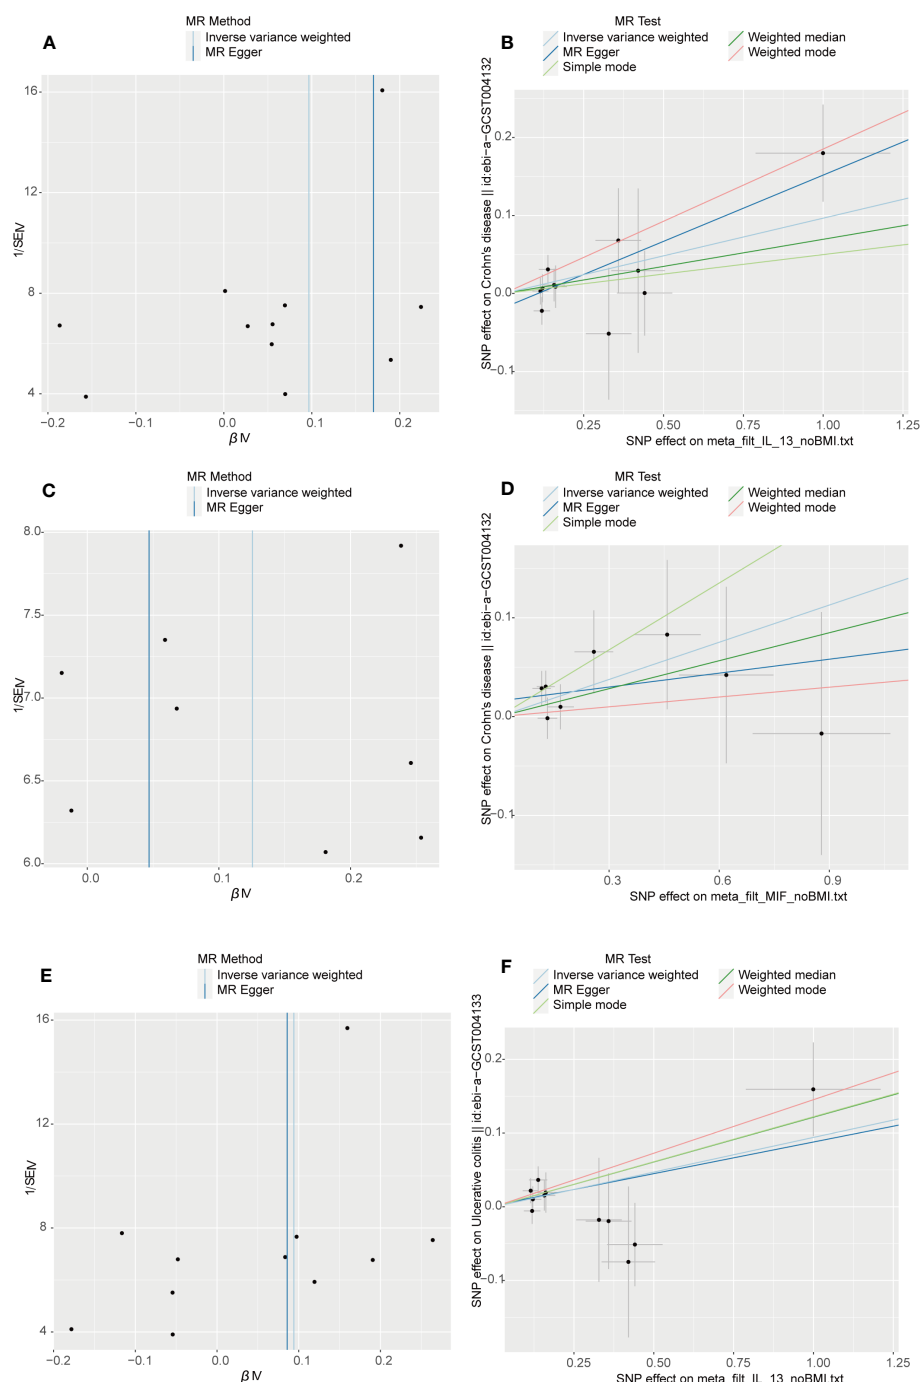 A
MR Method
Inverse variance weighted
MR Egger
16
12
8
4
1/SEIV
−0.2
−0.1
0.0
0.1
0.2
βIV
B
MR Test
Inverse variance weighted
MR Egger
Simple mode
Weighted median
Weighted mode
SNP effect on Crohn's disease || id:ebi−a−GCST004132
0.2
0.1
0.0
−0.1
0.25
0.50
0.75
1.00
1.25
SNP effect on meta_filt_IL_13_noBMI.txt
C
MR Method
Inverse variance weighted
MR Egger
8.0
7.5
7.0
6.5
6.0
1/SEIV
0.0
0.1
0.2
βIV
D
MR Test
Inverse variance weighted
MR Egger
Simple mode
Weighted median
Weighted mode
SNP effect on Crohn's disease || id:ebi−a−GCST004132
0.1
0.0
−0.1
0.3
0.6
0.9
SNP effect on meta_filt_MIF_noBMI.txt
E
MR Method
Inverse variance weighted
MR Egger
16
12
8
4
1/SEIV
−0.2
−0.1
0.0
0.1
0.2
βIV
F
MR Test
Inverse variance weighted
MR Egger
Simple mode
Weighted median
Weighted mode
SNP effect on Ulcerative colitis || id:ebi−a−GCST004133
0.2
0.1
0.0
−0.1
0.25
0.50
0.75
1.00
1.25
SNP effect on meta_filt_IL_13_noBMI.txt